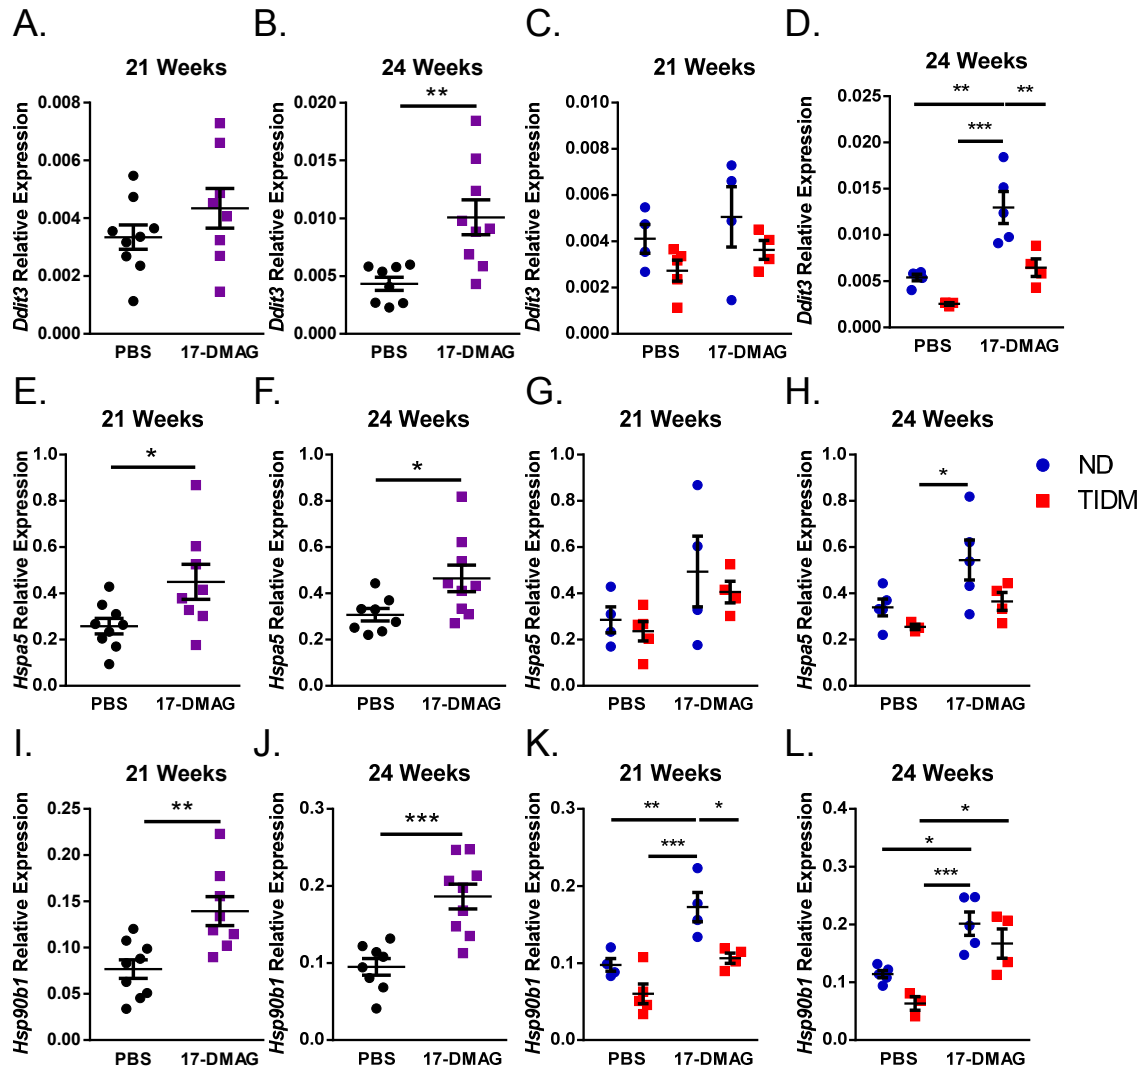 A.
B.
C.
D.
21 Weeks
24 Weeks
21 Weeks
24 Weeks
Ddit3 Relative Expression
0.008
0.006
0.004
0.002
0.000
PBS 17-DMAG
Ddit3 Relative Expression
0.020
0.015
0.010
0.005
0.000
**
PBS 17-DMAG
Ddit3 Relative Expression
0.010
0.008
0.006
0.004
0.002
0.000
PBS 17-DMAG
Ddit3 Relative Expression
0.025
0.020
0.015
0.010
0.005
0.000
** **
***
PBS 17-DMAG
E.
F.
G.
H.
21 Weeks
24 Weeks
21 Weeks
24 Weeks
Hspa5 Relative Expression
1.0
0.8
0.6
0.4
0.2
0.0
*
PBS 17-DMAG
Hspa5 Relative Expression
1.0
0.8
0.6
0.4
0.2
0.0
*
PBS 17-DMAG
Hspa5 Relative Expression
1.0
0.8
0.6
0.4
0.2
0.0
PBS 17-DMAG
Hspa5 Relative Expression
1.0
0.8
0.6
0.4
0.2
0.0
*
PBS 17-DMAG
ND
TIDM
I.
J.
K.
L.
21 Weeks
24 Weeks
21 Weeks
24 Weeks
Hsp90b1 Relative Expression
0.25
0.20
0.15
0.10
0.05
0.00
**
PBS 17-DMAG
Hsp90b1 Relative Expression
0.3
0.2
0.1
0.0
***
PBS 17-DMAG
Hsp90b1 Relative Expression
0.3
0.2
0.1
0.0
** *
***
PBS 17-DMAG
Hsp90b1 Relative Expression
0.4
0.3
0.2
0.1
0.0
*
*
***
PBS 17-DMAG